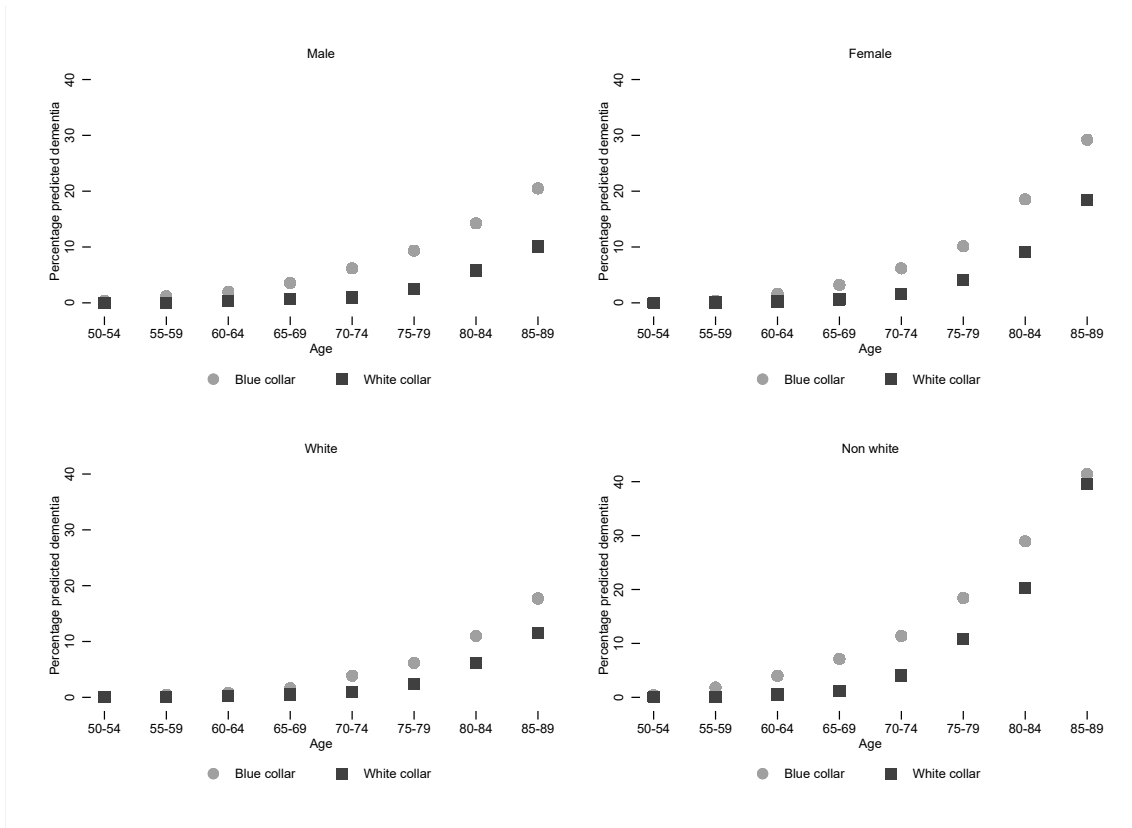 Male
Percentage predicted dementia
40
30
20
10
0
50-54 55-59 60-64 65-69 70-74 75-79 80-84 85-89
Age
Blue collar White collar
Female
Percentage predicted dementia
40
30
20
10
0
50-54 55-59 60-64 65-69 70-74 75-79 80-84 85-89
Age
Blue collar White collar
White
Percentage predicted dementia
40
30
20
10
0
50-54 55-59 60-64 65-69 70-74 75-79 80-84 85-89
Age
Blue collar White collar
Non white
Percentage predicted dementia
40
30
20
10
0
50-54 55-59 60-64 65-69 70-74 75-79 80-84 85-89
Age
Blue collar White collar